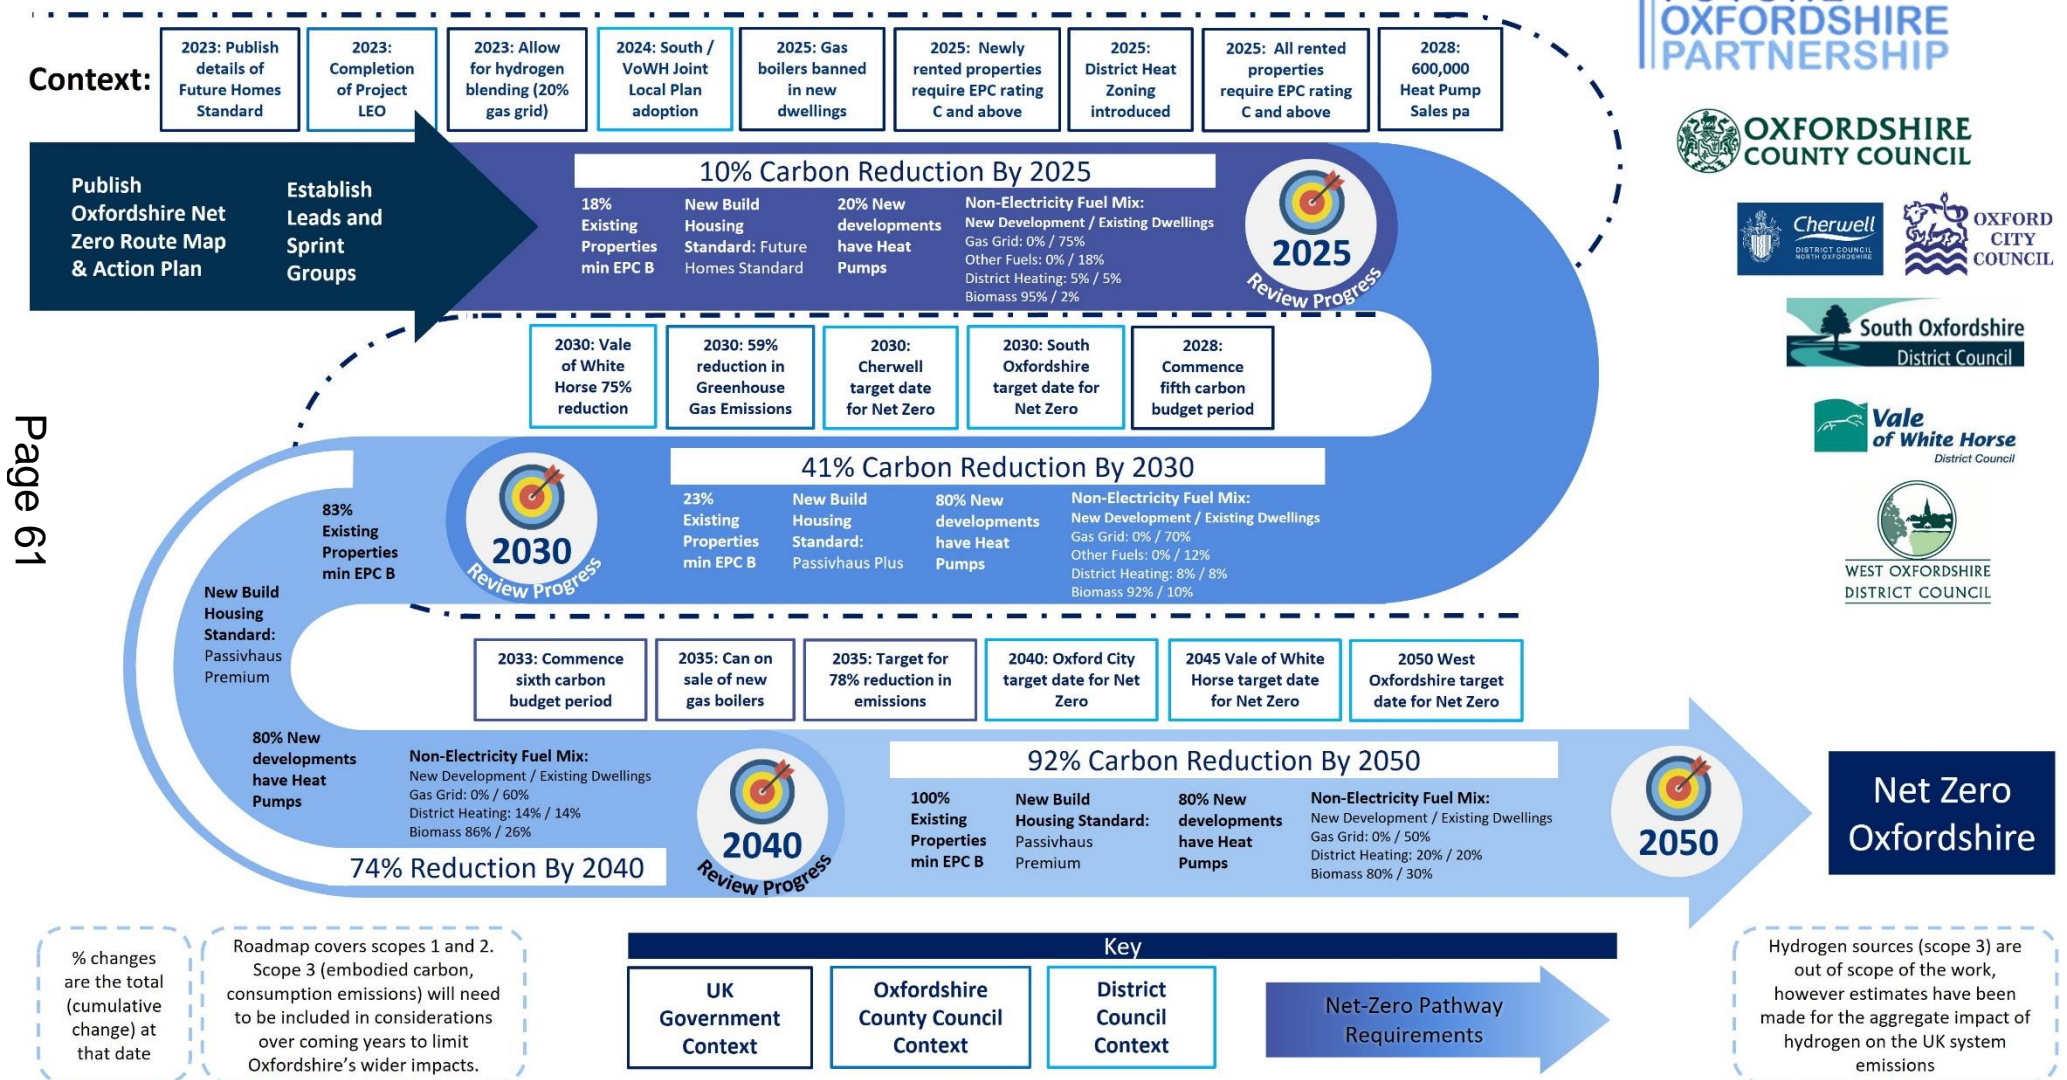 FUTURE
OXFORDSHIRE
PARTNERSHIP
Context:
2023: Publish
details of
Future Homes
Standard
2023:
Completion
of Project
LEO
2023: Allow
for hydrogen
blending (20%
gas grid)
2024: South /
VoWH Joint
Local Plan
adoption
2025: Gas
boilers banned
in new
dwellings
2025: Newly
rented properties
require EPC rating
C and above
2025:
District Heat
Zoning
introduced
2025: All rented
properties
require EPC rating
C and above
2028:
600,000
Heat Pump
Sales pa
OXFORDSHIRE
COUNTY COUNCIL
Publish
Oxfordshire Net
Zero Route Map
& Action Plan
Establish
Leads and
Sprint
Groups
10% Carbon Reduction By 2025
18%
Existing
Properties
min EPC B
New Build
Housing
Standard: Future
Homes Standard
20% New
developments
have Heat
Pumps
Non-Electricity Fuel Mix:
New Development / Existing Dwellings
Gas Grid: 0% / 75%
Other Fuels: 0% / 18%
District Heating: 5% / 5%
Biomass 95% / 2%
2025
Review Progress
Cherwell
DISTRICT COUNCIL
NORTH OXFORDSHIRE
OXFORD
CITY
COUNCIL
South Oxfordshire
District Council
Vale
of White Horse
District Council
WEST OXFORDSHIRE
DISTRICT COUNCIL
2030: Vale
of White
Horse 75%
reduction
2030: 59%
reduction in
Greenhouse
Gas Emissions
2030:
Cherwell
target date
for Net Zero
2030: South
Oxfordshire
target date for
Net Zero
2028:
Commence
fifth carbon
budget period
Page 61
41% Carbon Reduction By 2030
23%
Existing
Properties
min EPC B
New Build
Housing
Standard:
Passivhaus Plus
80% New
developments
have Heat
Pumps
Non-Electricity Fuel Mix:
New Development / Existing Dwellings
Gas Grid: 0% / 70%
Other Fuels: 0% / 12%
District Heating: 8% / 8%
Biomass 92% / 10%
2030
Review Progress
83%
Existing
Properties
min EPC B
New Build
Housing
Standard:
Passivhaus
Premium
80% New
developments
have Heat
Pumps
Non-Electricity Fuel Mix:
New Development / Existing Dwellings
Gas Grid: 0% / 60%
District Heating: 14% / 14%
Biomass 86% / 26%
74% Reduction By 2040
2040
Review Progress
2033: Commence
sixth carbon
budget period
2035: Can on
sale of new
gas boilers
2035: Target for
78% reduction in
emissions
2040: Oxford City
target date for Net
Zero
2045 Vale of White
Horse target date
for Net Zero
2050 West
Oxfordshire target
date for Net Zero
92% Carbon Reduction By 2050
100%
Existing
Properties
min EPC B
New Build
Housing Standard:
Passivhaus
Premium
80% New
developments
have Heat
Pumps
Non-Electricity Fuel Mix:
New Development / Existing Dwellings
Gas Grid: 0% / 50%
District Heating: 20% / 20%
Biomass 80% / 30%
2050
Net Zero
Oxfordshire
% changes
are the total
(cumulative
change) at
that date
Roadmap covers scopes 1 and 2.
Scope 3 (embodied carbon,
consumption emissions) will need
to be included in considerations
over coming years to limit
Oxfordshire's wider impacts.
Key
UK
Government
Context
Oxfordshire
County Council
Context
District
Council
Context
Net-Zero Pathway
Requirements
Hydrogen sources (scope 3) are
out of scope of the work,
however estimates have been
made for the aggregate impact of
hydrogen on the UK system
emissions